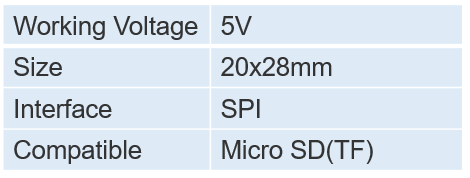 Working Voltage 5V
Size 20x28mm
Interface SPI
Compatible Micro SD(TF)